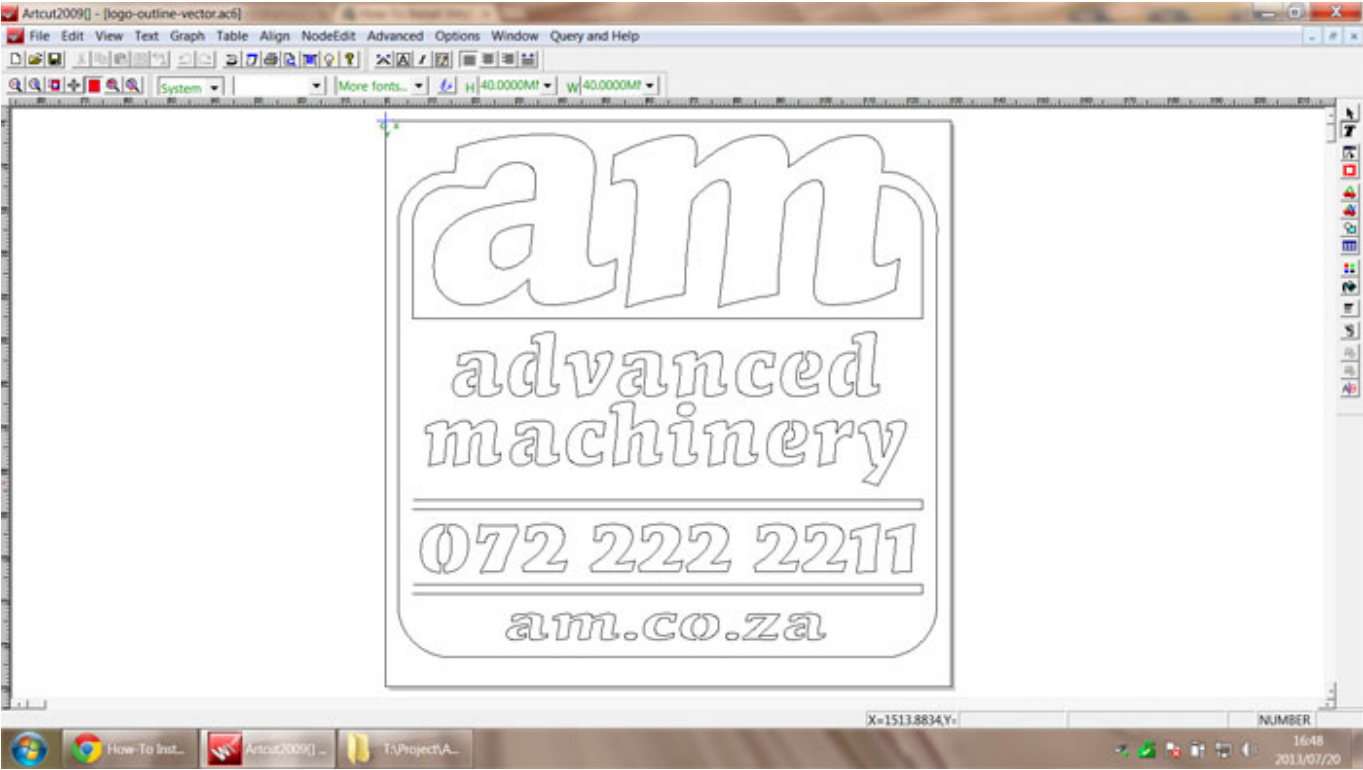 Artcut2009[] - [logo-outline-vector.ac6]
File Edit View Text Graph Table Align NodeEdit Advanced Options Window Query and Help
System More fonts... H 40.0000MM W 40.0000MM
am
advanced
machinery
072 222 2211
am.co.za
X=1513.8834,Y= NUMBER
How-To Inst... Artcut2009[] - ... T:\Project\A...
16:48
2013/07/20